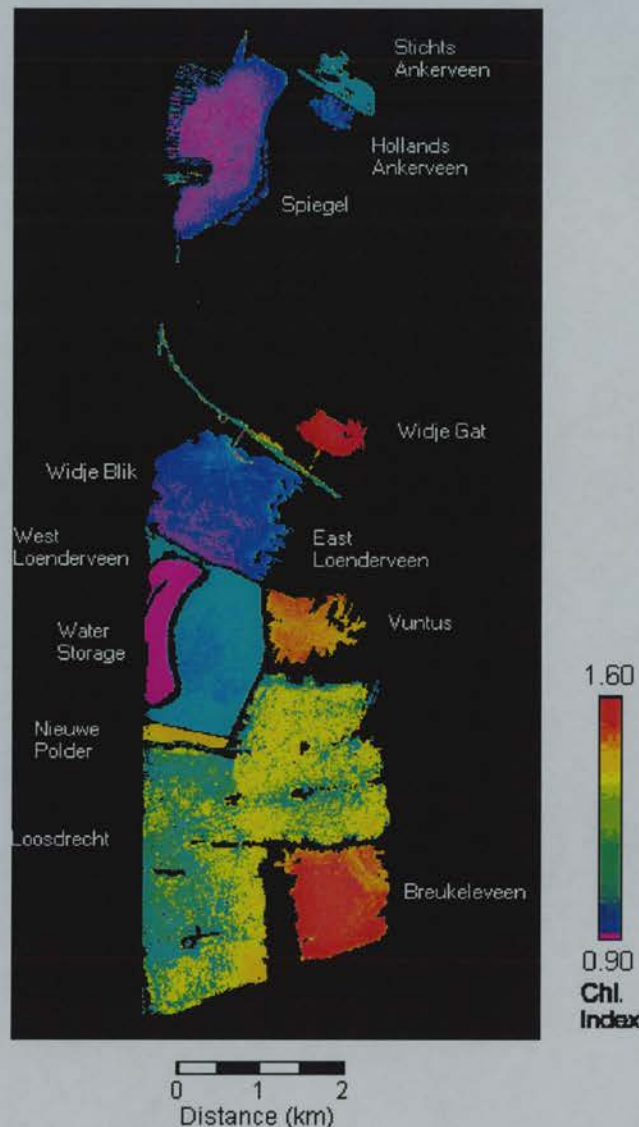 Stichts
Ankerveen
Hollands
Ankerveen
Spiegel
Widje Gat
Widje Blik
West
Loenderveen
East
Loenderveen
Water
Storage
Vuntus
Nieuwe
Polder
Loosdrecht
Breukeleveen
1.60
0.90
Chl.
Index
0 1 2
Distance (km)